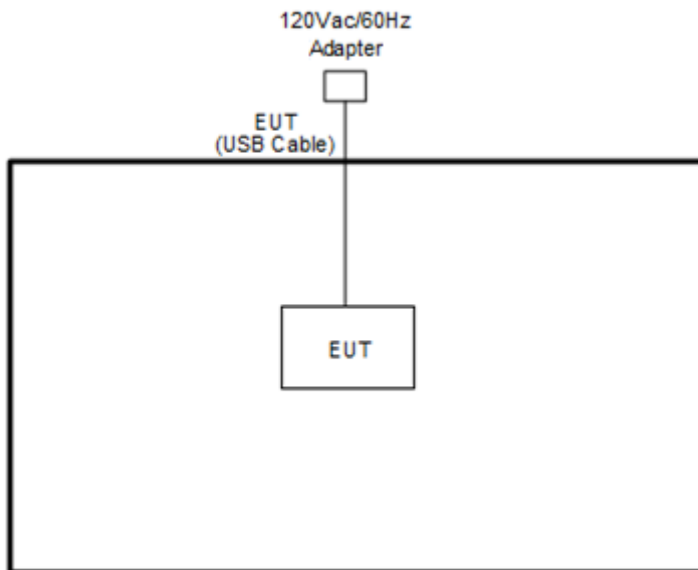 120Vac/60Hz
Adapter
EUT
(USB Cable)
EUT